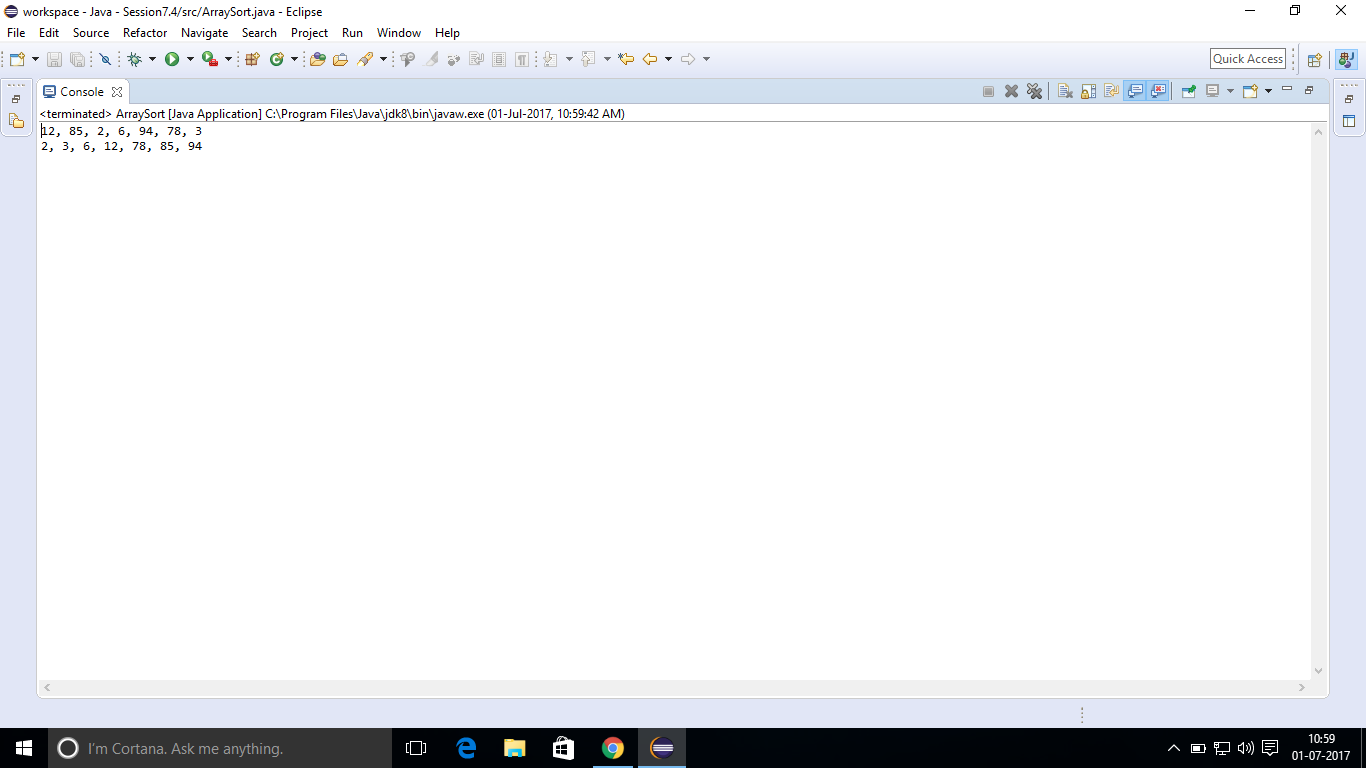 workspace - Java - Session7.4/src/ArraySort.java - Eclipse
File Edit Source Refactor Navigate Search Project Run Window Help
Quick Access
Console
<terminated> ArraySort [Java Application] C:\Program Files\Java\jdk8\bin\javaw.exe (01-Jul-2017, 10:59:42 AM)
12, 85, 2, 6, 94, 78, 3
2, 3, 6, 12, 78, 85, 94
I'm Cortana. Ask me anything.
10:59
01-07-2017